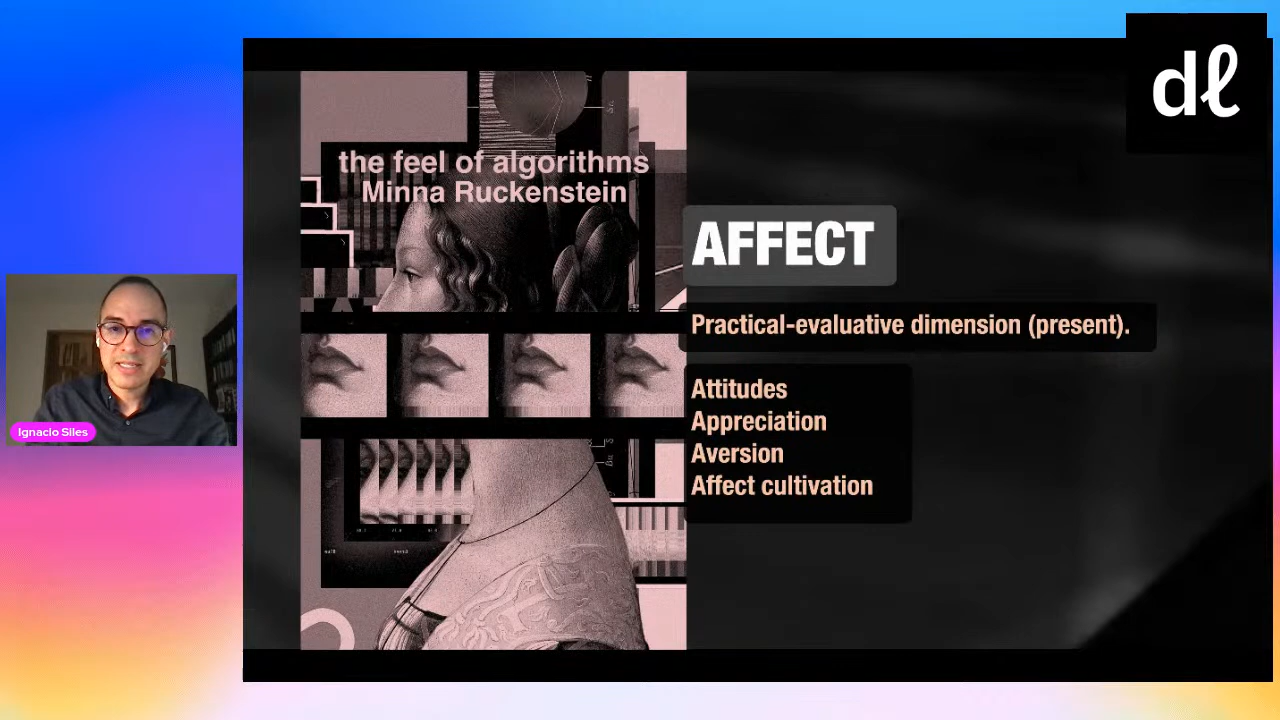 dℓ
the feel of algorithms
Minna Ruckenstein
AFFECT
Practical-evaluative dimension (present).
Attitudes
Appreciation
Aversion
Affect cultivation
Ignacio Siles